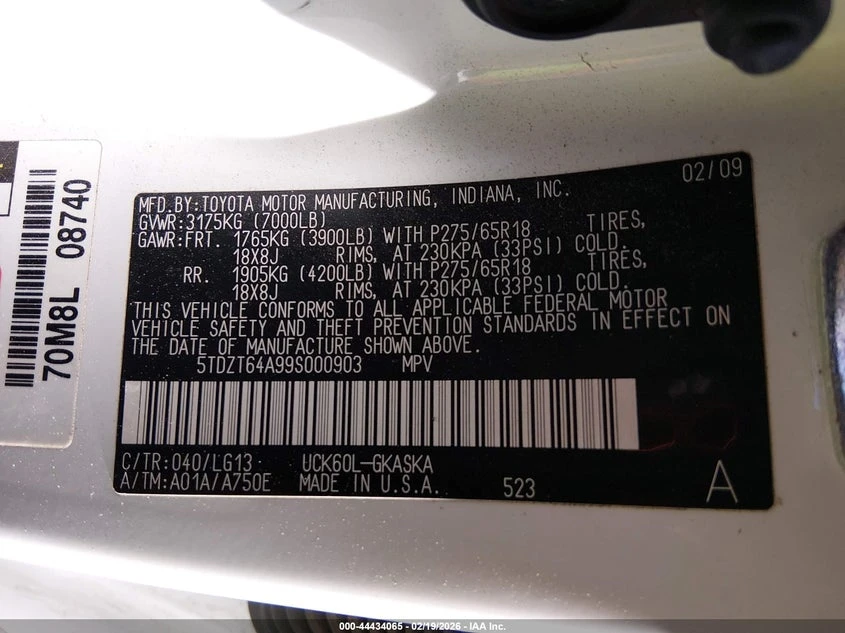 70M8L 08740
02/09
MFD.BY:TOYOTA MOTOR MANUFACTURING, INDIANA, INC.
GVWR:3175KG (7000LB)
GAWR:FRT. 1765KG (3900LB) WITH P275/65R18 TIRES,
18X8J RIMS, AT 230KPA (33PSI) COLD.
RR. 1905KG (4200LB) WITH P275/65R18 TIRES,
18X8J RIMS, AT 230KPA (33PSI) COLD.
THIS VEHICLE CONFORMS TO ALL APPLICABLE FEDERAL MOTOR
VEHICLE SAFETY AND THEFT PREVENTION STANDARDS IN EFFECT ON
THE DATE OF MANUFACTURE SHOWN ABOVE.
5TDZT64A99S000903 MPV
C/TR:040/LG13 UCK60L-GKASKA
A/TM:A01A/A750E MADE IN U.S.A. 523 A
000-44434065 - 02/19/2026 - IAA Inc.